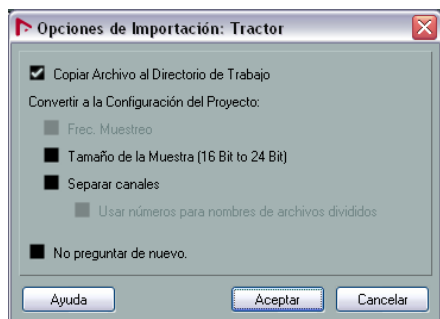 Opciones de Importación: Tractor
Copiar Archivo al Directorio de Trabajo
Convertir a la Configuración del Proyecto:
Frec. Muestreo
Tamaño de la Muestra (16 Bit to 24 Bit)
Separar canales
Usar números para nombres de archivos divididos
No preguntar de nuevo.
Ayuda
Aceptar
Cancelar